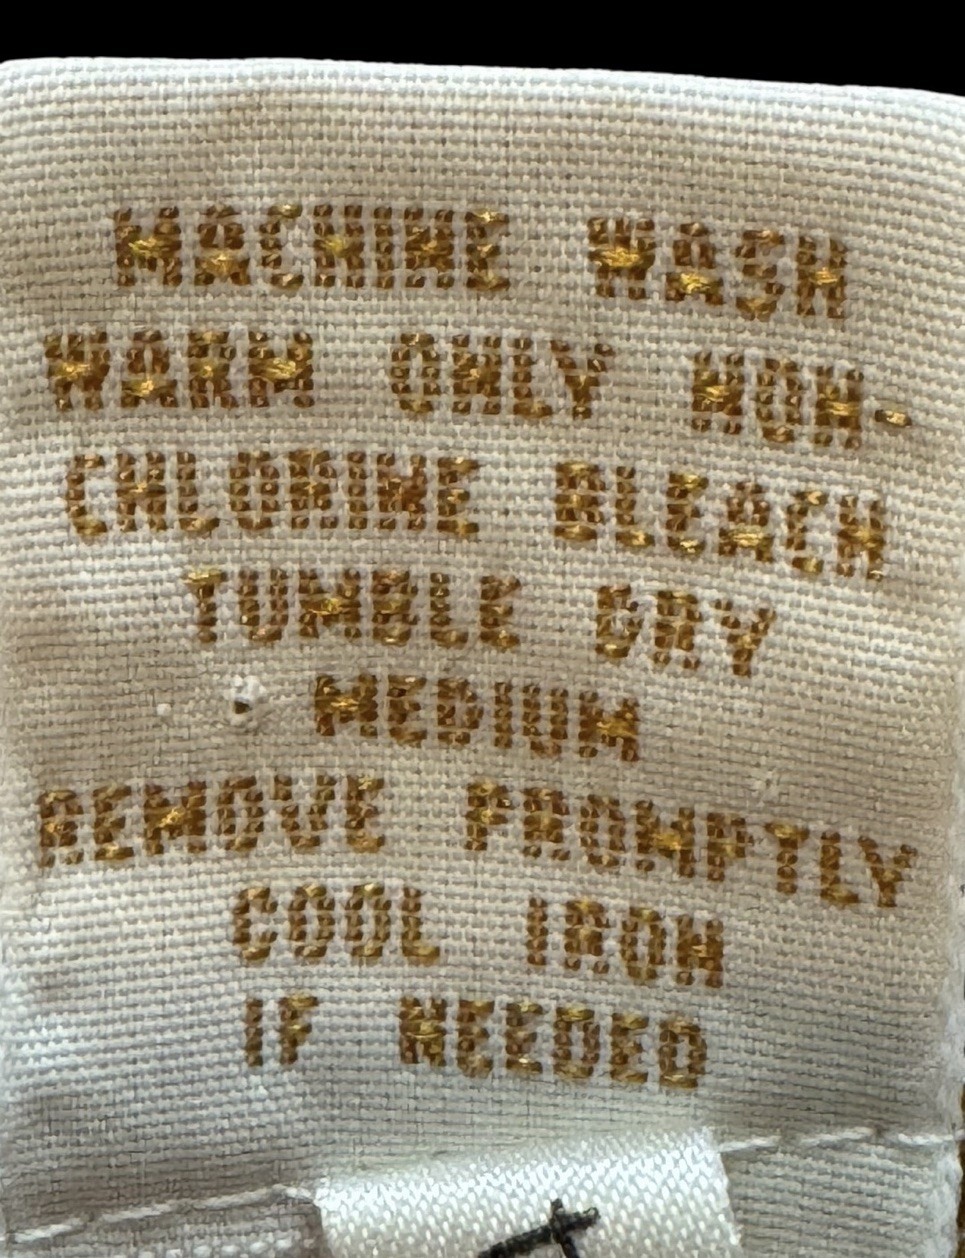 MACHINE WASH
WARM ONLY NON-
CHLORINE BLEACH
TUMBLE DRY
MEDIUM
REMOVE PROMPTLY
COOL IRON
IF NEEDED